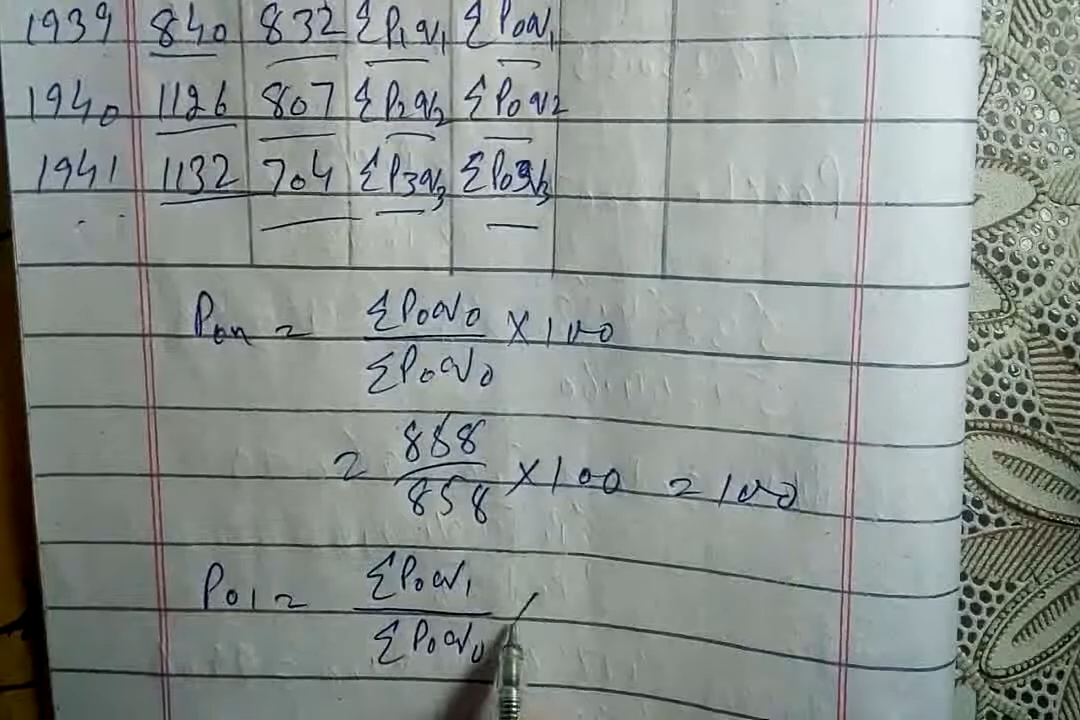 1939 840 832 ΣP₁q₁ ΣP₀q₁
1940 1126 807 ΣP₂q₂ ΣP₀q₂
1941 1132 704 ΣP₃q₃ ΣP₀q₃
P₀ₙ = ΣP₀q₀ / ΣP₀q₀ × 100
= 858 / 858 × 100 = 100
P₀₁ = ΣP₀q₁ / ΣP₀q₀